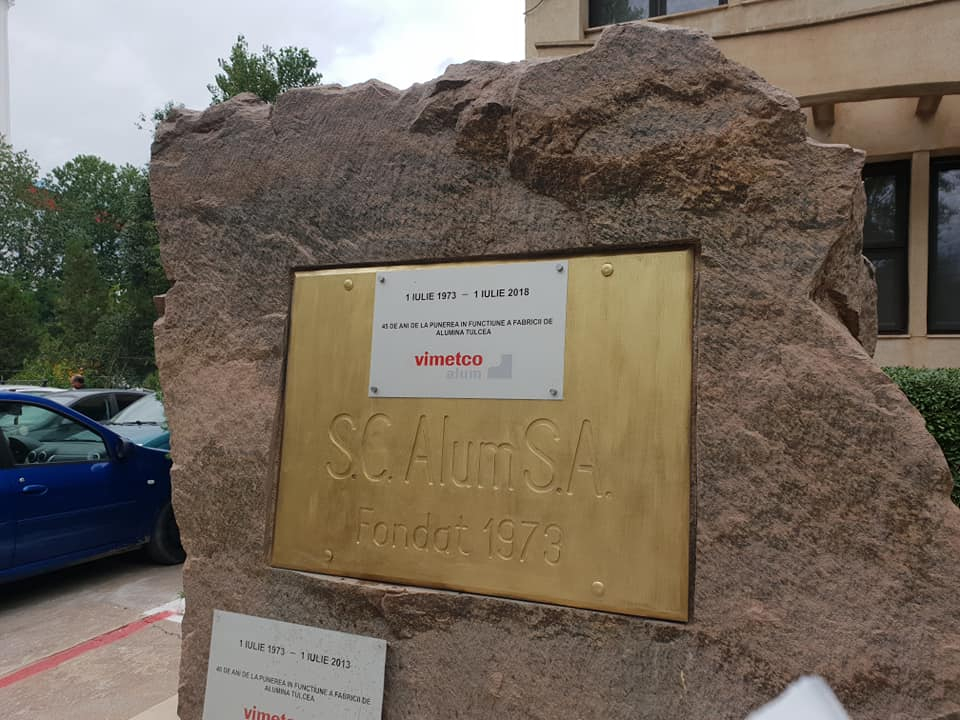 1 IULIE 1973 – 1 IULIE 2018
45 DE ANI DE LA PUNEREA IN FUNCTIUNE A FABRICII DE
ALUMINA TULCEA
vimetco
alum
S.C. Alum S.A.
Fondat 1973
1 IULIE 1973 – 1 IULIE 2013
40 DE ANI DE LA PUNEREA IN FUNCTIUNE A FABRICII DE
ALUMINA TULCEA